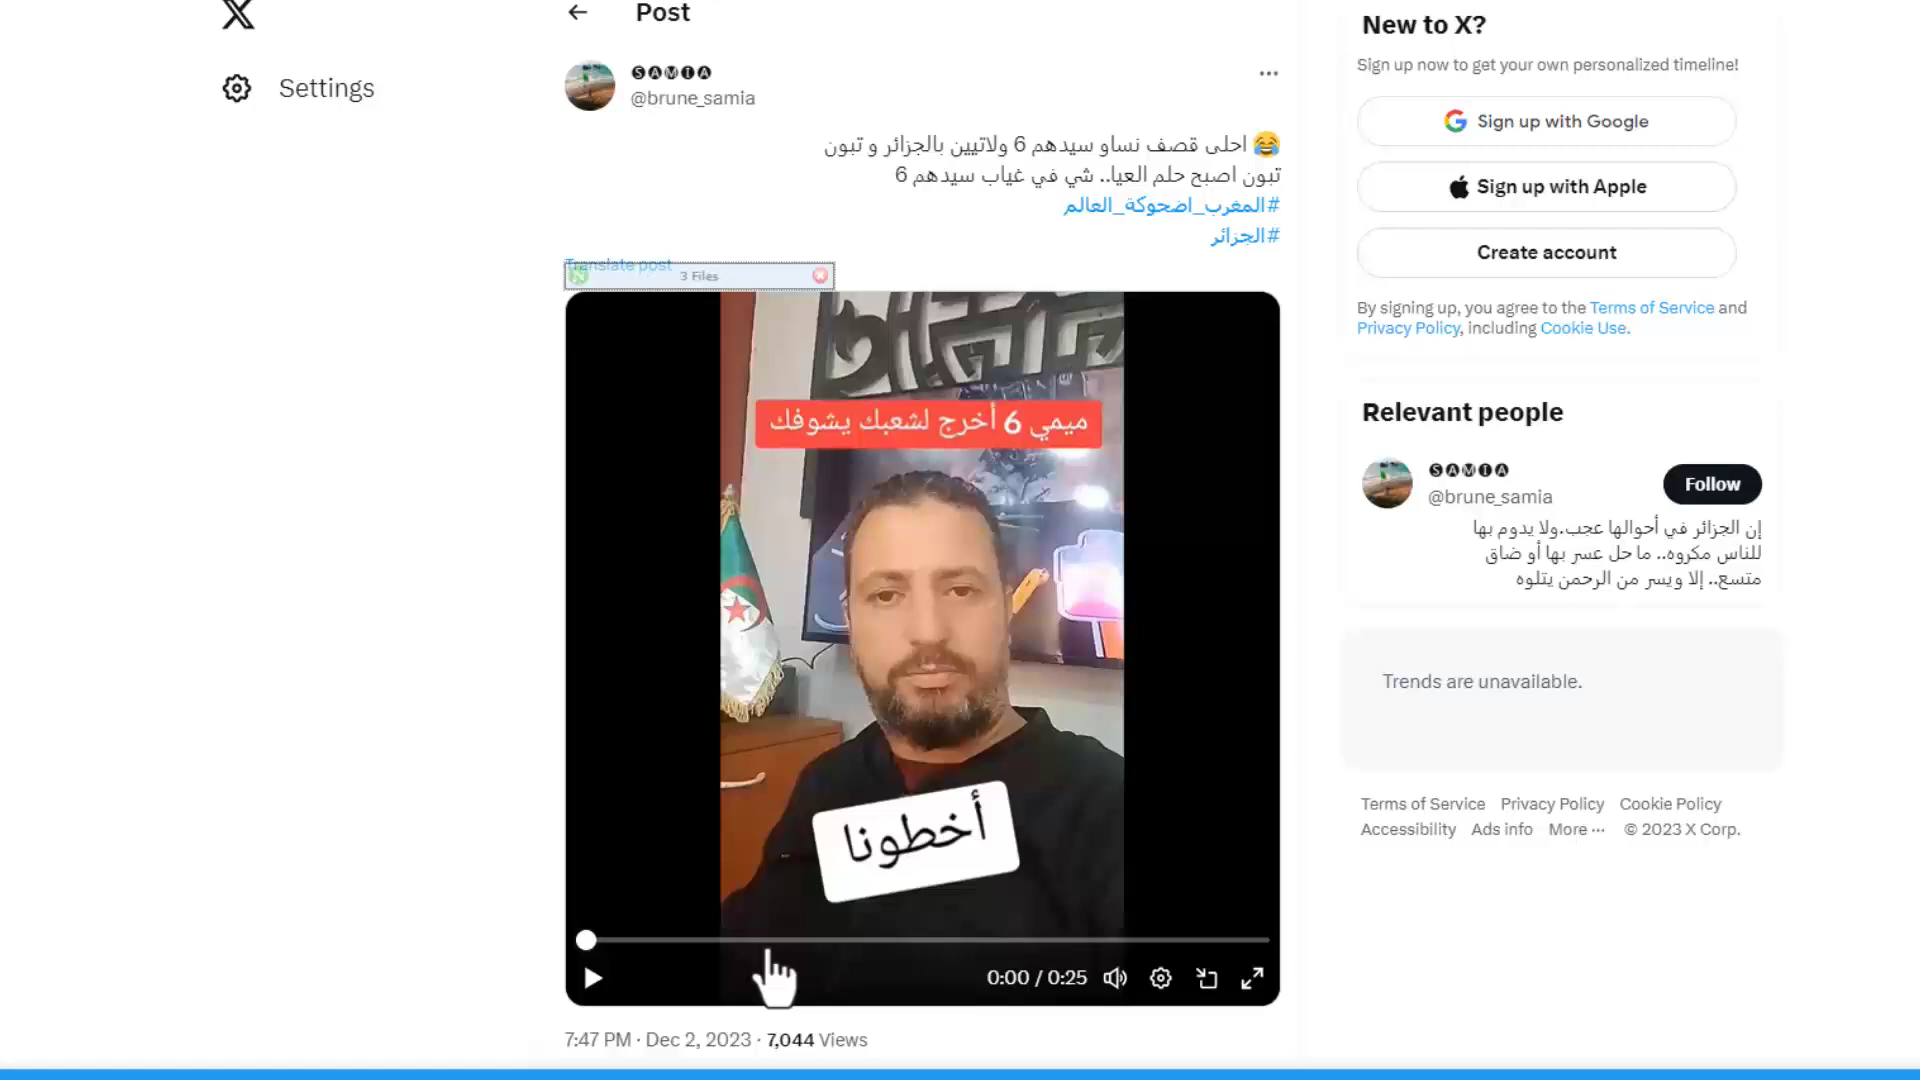 Post
Settings
🅢🅐🅜🅘🅐
@brune_samia
😂 احلى قصف نساو سيدهم 6 ولاتيين بالجزائر و تبون
تبون اصبح حلم العيا.. شي في غياب سيدهم 6
#المغرب_اضحوكة_العالم
#الجزائر
Translate post
3 Files
ميمي 6 أخرج لشعبك يشوفك
أخطونا
0:00 / 0:25
7:47 PM · Dec 2, 2023 · 7,044 Views
New to X?
Sign up now to get your own personalized timeline!
Sign up with Google
Sign up with Apple
Create account
By signing up, you agree to the Terms of Service and
Privacy Policy, including Cookie Use.
Relevant people
🅢🅐🅜🅘🅐
@brune_samia
Follow
إن الجزائر في أحوالها عجب.ولا يدوم بها
للناس مكروه.. ما حل عسر بها أو ضاق
متسع.. إلا ويسر من الرحمن يتلوه
Trends are unavailable.
Terms of Service Privacy Policy Cookie Policy
Accessibility Ads info More ··· © 2023 X Corp.